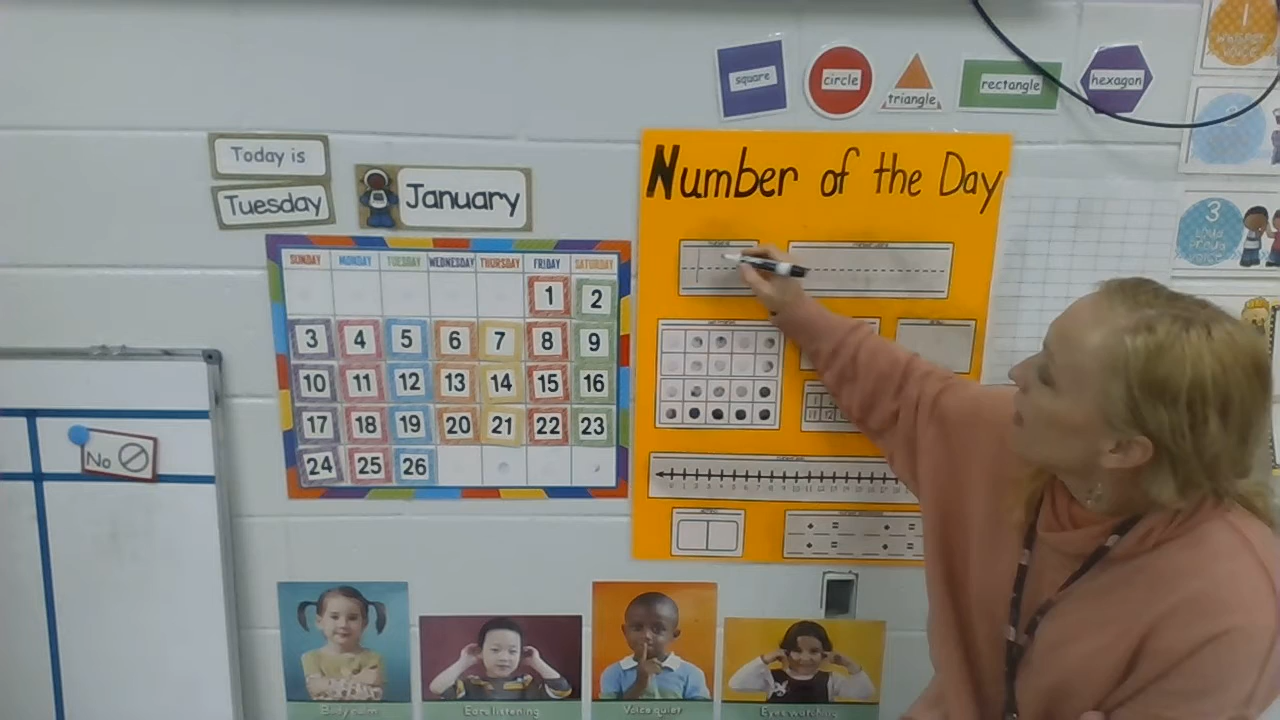 square
circle
triangle
rectangle
hexagon
1
2
3
Today is
Tuesday
January
Number of the Day
SUNDAY MONDAY TUESDAY WEDNESDAY THURSDAY FRIDAY SATURDAY
1 2
3 4 5 6 7 8 9
10 11 12 13 14 15 16
17 18 19 20 21 22 23
24 25 26
No
Body calm
Ears listening
Voice quiet
Eyes watching